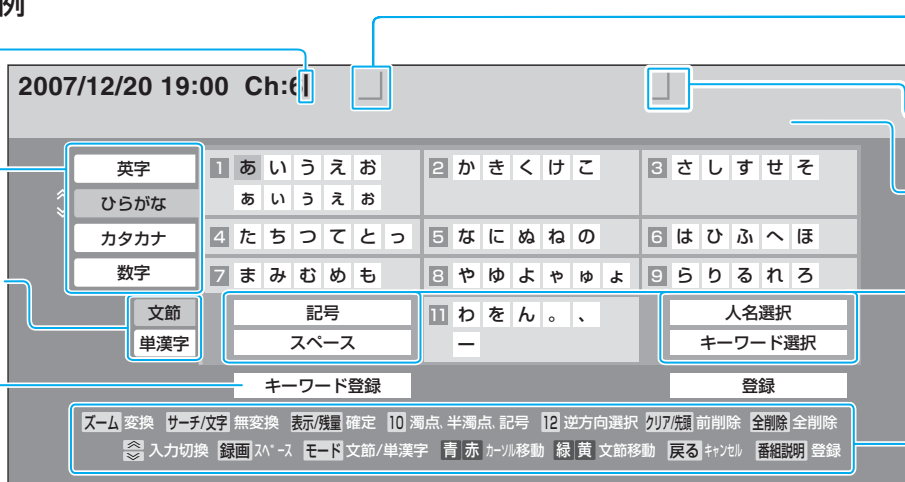 例
2007/12/20 19:00 Ch:6
英字
ひらがな
カタカナ
数字
文節
単漢字
1 あ い う え お
ぁ ぃ ぅ ぇ ぉ
2 か き く け こ
3 さ し す せ そ
4 た ち つ て と っ
5 な に ぬ ね の
6 は ひ ふ へ ほ
7 ま み む め も
8 や ゆ よ ゃ ゅ ょ
9 ら り る れ ろ
記号
スペース
11 わ を ん 。 、
ー
人名選択
キーワード選択
キーワード登録
登録
ズーム 変換 サーチ/文字 無変換 表示/残量 確定 10 濁点、半濁点、記号 12 逆方向選択 クリア/先頭 前削除 全削除 全削除
入力切換 録画 スペース モード 文節/単漢字 青 赤 カーソル移動 緑 黄 文節移動 戻る キャンセル 番組説明 登録